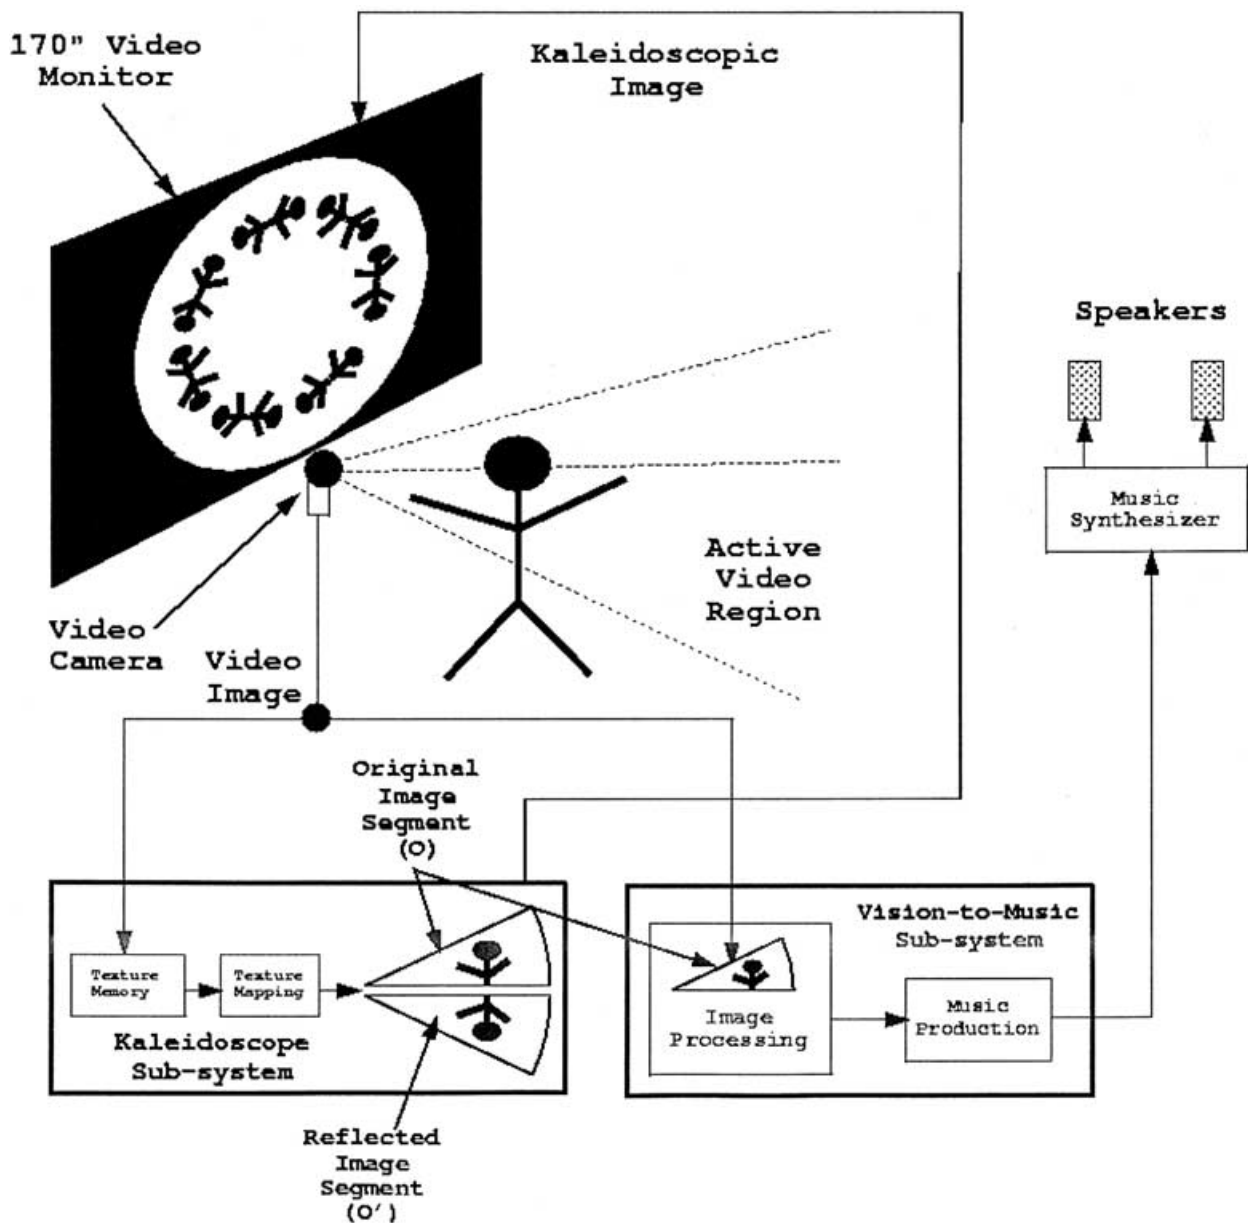 170" Video
Monitor
Kaleidoscopic
Image
Speakers
Music
Synthesizer
Active
Video
Region
Video
Camera
Video
Image
Original
Image
Segment
(O)
Texture
Memory
Texture
Mapping
Kaleidoscope
Sub-system
Vision-to-Music
Sub-system
Image
Processing
Music
Production
Reflected
Image
Segment
(O')